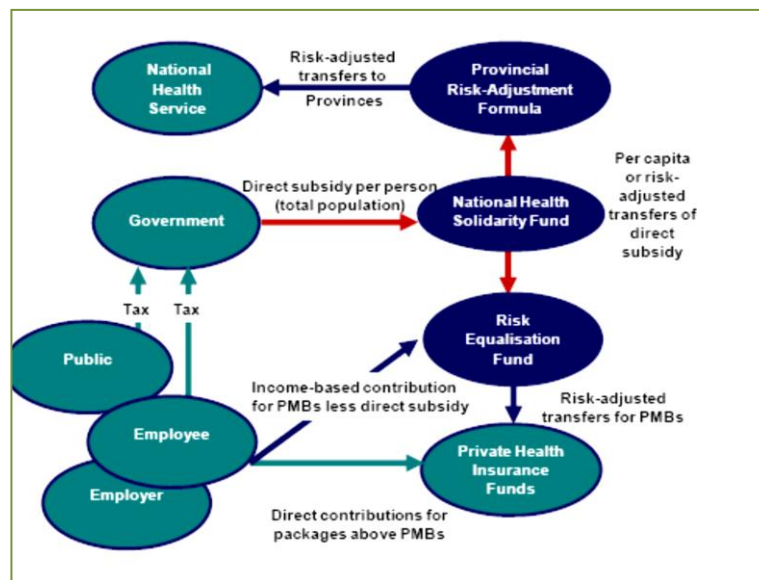 National
Health
Service
Risk-adjusted
transfers to
Provinces
Provincial
Risk-Adjustment
Formula
Government
Direct subsidy per person
(total population)
National Health
Solidarity Fund
Per capita
or risk-
adjusted
transfers of
direct
subsidy
Tax
Tax
Public
Employee
Employer
Income-based contribution
for PMBs less direct subsidy
Risk
Equalisation
Fund
Risk-adjusted
transfers for PMBs
Private Health
Insurance
Funds
Direct contributions for
packages above PMBs